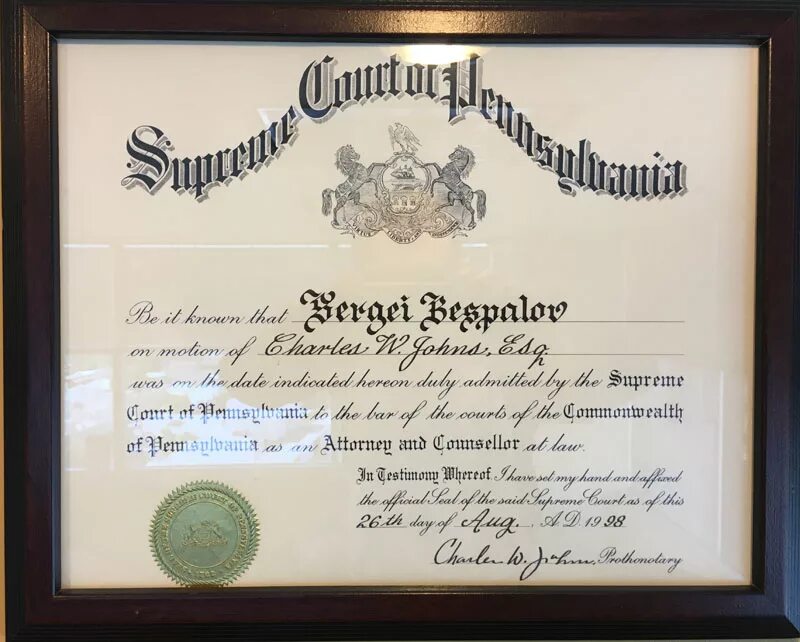 Supreme Court of Pennsylvania
VIRTUE LIBERTY AND INDEPENDENCE
Be it known that Sergei Bespalov
on motion of Charles W. Johns, Esq
was on the date indicated hereon duly admitted by the Supreme
Court of Pennsylvania to the bar of the courts of the Commonwealth
of Pennsylvania as an Attorney and Counsellor at law.
In Testimony Whereof, I have set my hand and affixed
the official Seal of the said Supreme Court as of this
26th day of Aug. A.D. 1998
Charles W. Johns, Prothonotary